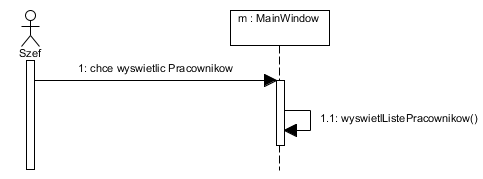 m : MainWindow
Szef
1: chce wyswietlic Pracownikow
1.1: wyswietlListePracownikow()